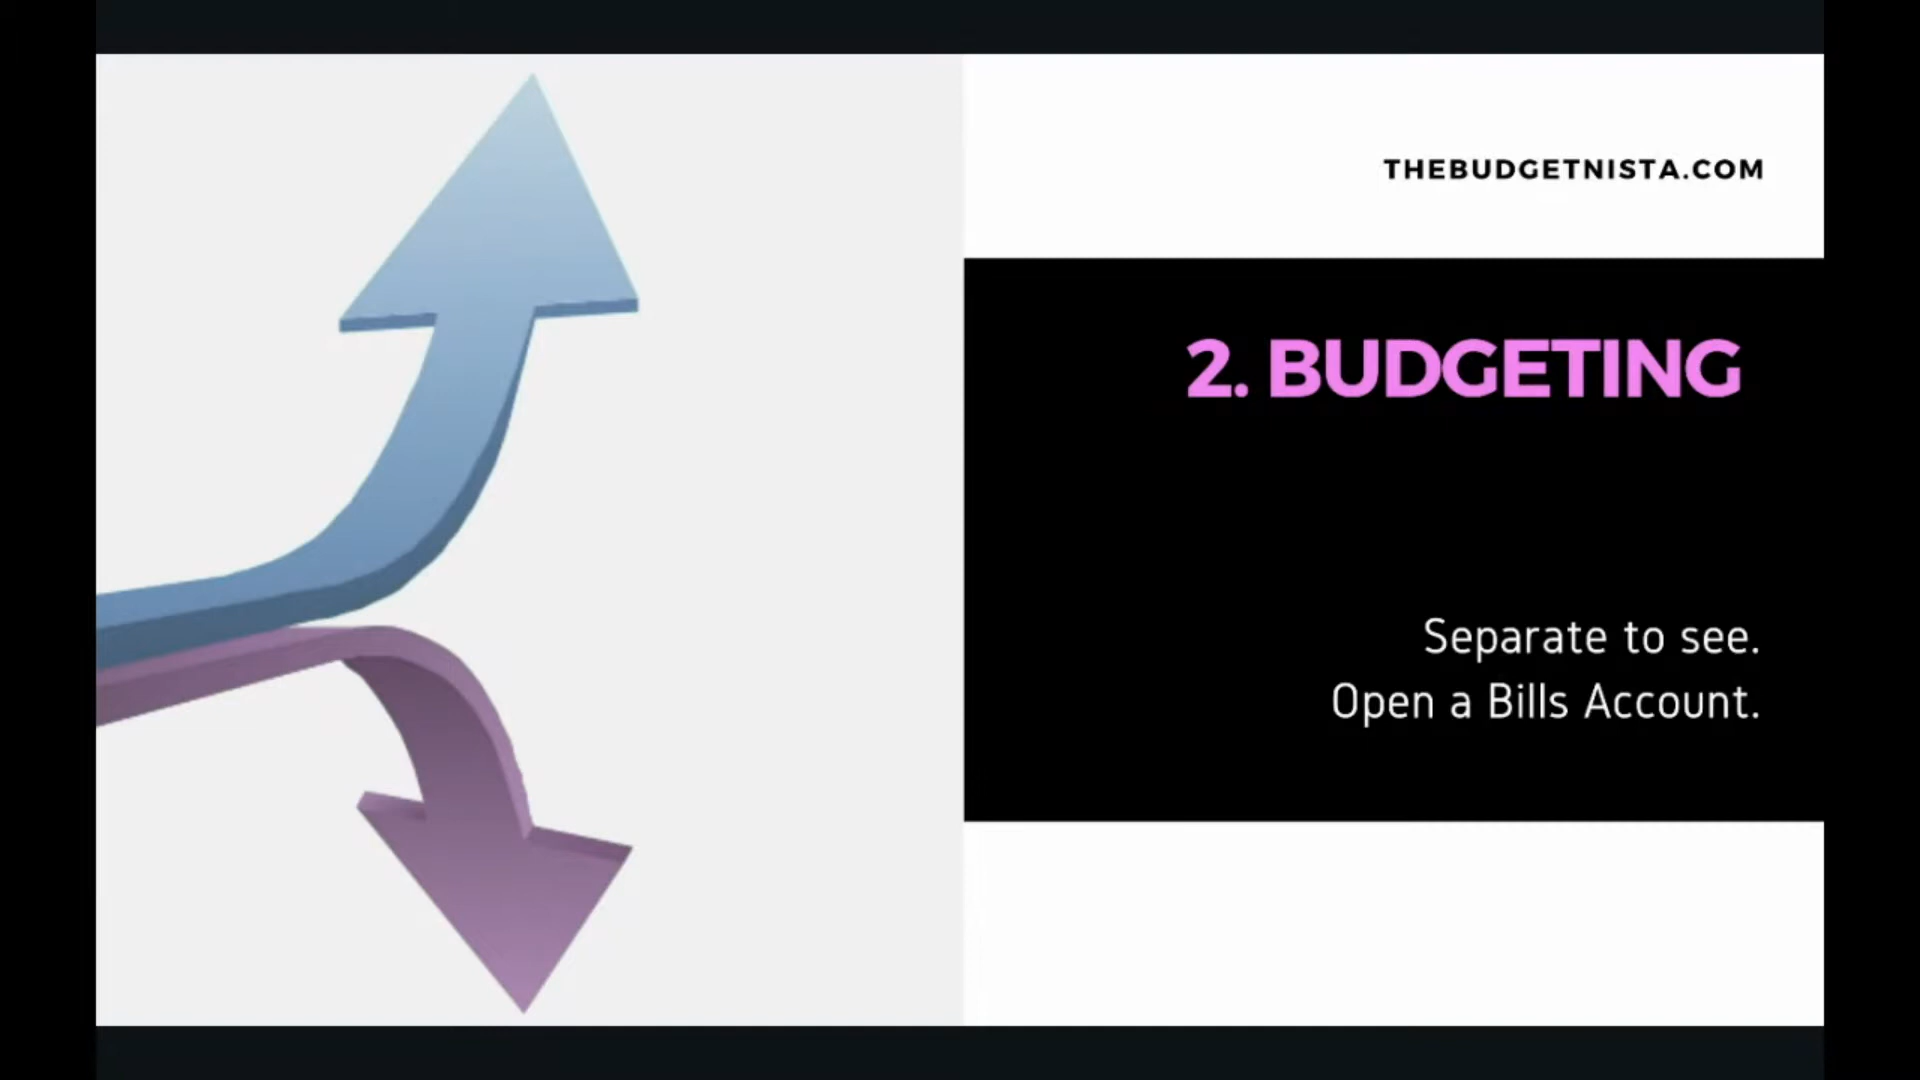 THEBUDGETNISTA.COM
2. BUDGETING
Separate to see.
Open a Bills Account.